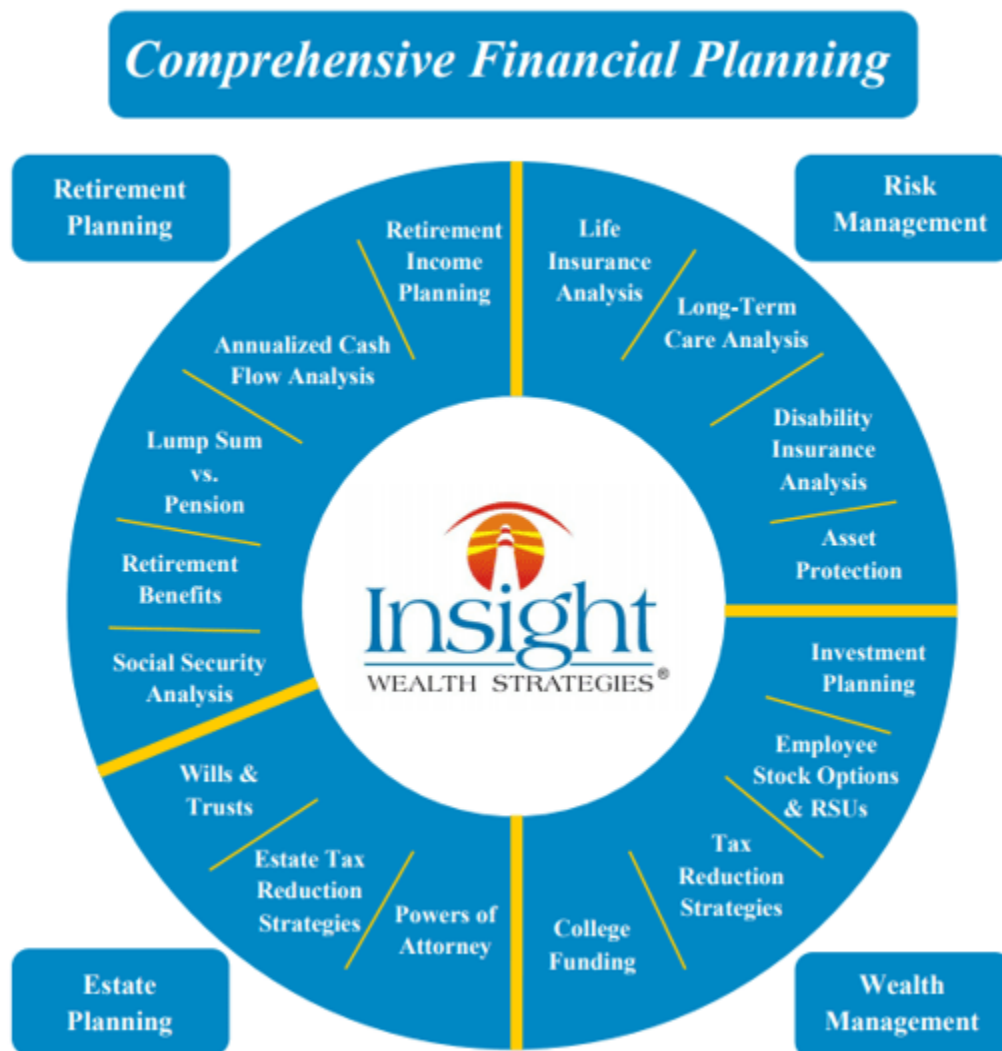 Comprehensive Financial Planning
Retirement
Planning
Risk
Management
Retirement
Income
Planning
Annualized Cash
Flow Analysis
Lump Sum
vs.
Pension
Retirement
Benefits
Social Security
Analysis
Life
Insurance
Analysis
Long-Term
Care Analysis
Disability
Insurance
Analysis
Asset
Protection
Insight
WEALTH STRATEGIES®
Investment
Planning
Employee
Stock Options
& RSUs
Tax
Reduction
Strategies
College
Funding
Wills &
Trusts
Estate Tax
Reduction
Strategies
Powers of
Attorney
Estate
Planning
Wealth
Management